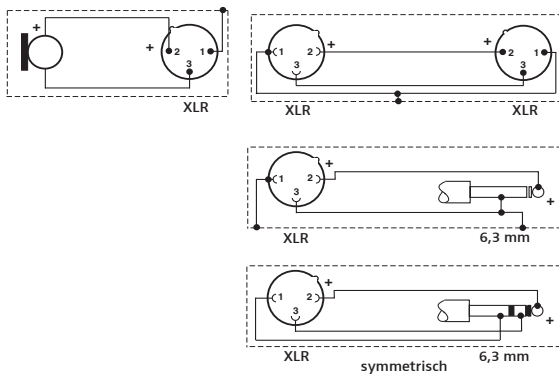 + + 2 1 3
XLR
1 2 + 3 + 2 1 3
XLR XLR
1 2 + 3 +
XLR 6,3 mm
1 2 + 3 +
XLR 6,3 mm
symmetrisch